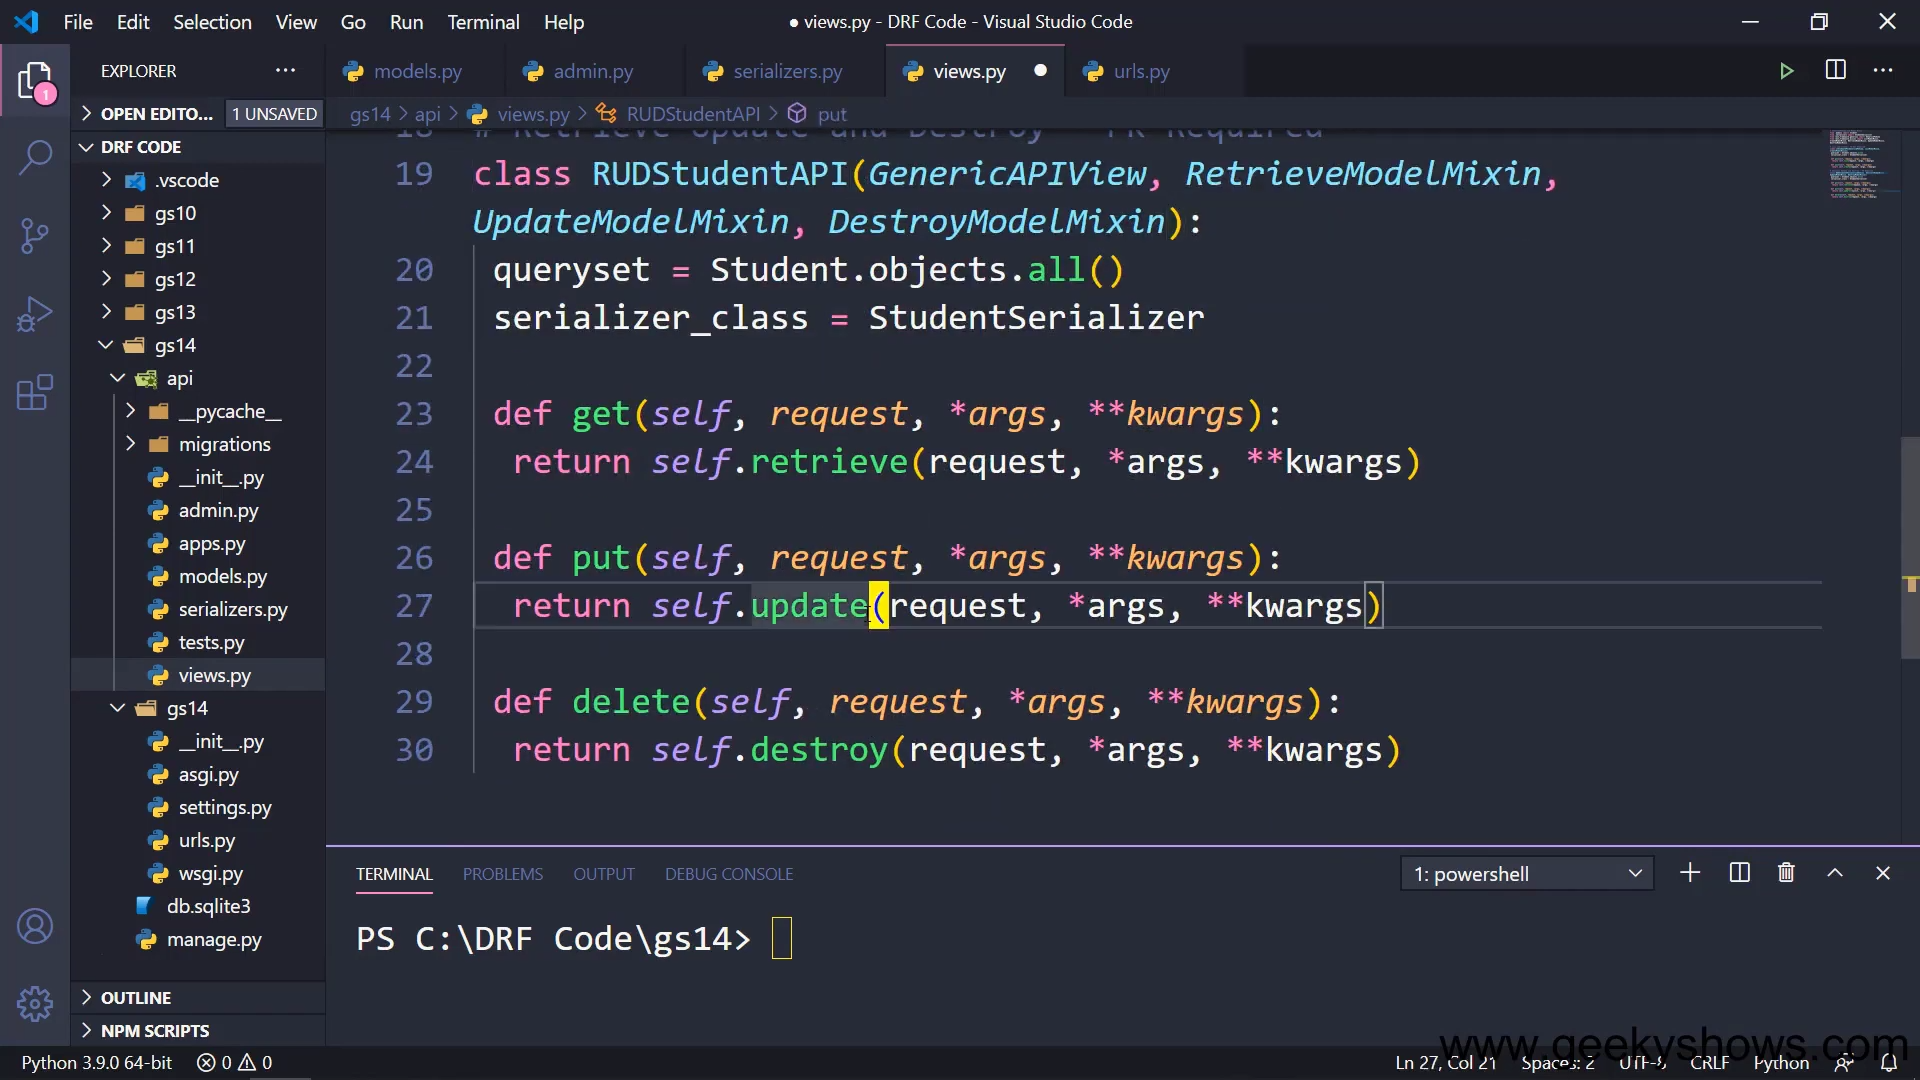 File Edit Selection View Go Run Terminal Help
● views.py - DRF Code - Visual Studio Code
EXPLORER
models.py
admin.py
serializers.py
views.py
urls.py
1
OPEN EDITO...
1 UNSAVED
gs14 > api > views.py > RUDStudentAPI > put
DRF CODE
.vscode
gs10
gs11
gs12
gs13
gs14
api
__pycache__
migrations
__init__.py
admin.py
apps.py
models.py
serializers.py
tests.py
views.py
gs14
__init__.py
asgi.py
settings.py
urls.py
wsgi.py
db.sqlite3
manage.py
OUTLINE
NPM SCRIPTS
18 # Retrieve Update and Destroy - PK Required
19 class RUDStudentAPI(GenericAPIView, RetrieveModelMixin,
UpdateModelMixin, DestroyModelMixin):
20 queryset = Student.objects.all()
21 serializer_class = StudentSerializer
22
23 def get(self, request, *args, **kwargs):
24 return self.retrieve(request, *args, **kwargs)
25
26 def put(self, request, *args, **kwargs):
27 return self.update(request, *args, **kwargs)
28
29 def delete(self, request, *args, **kwargs):
30 return self.destroy(request, *args, **kwargs)
TERMINAL PROBLEMS OUTPUT DEBUG CONSOLE
1: powershell
PS C:\DRF Code\gs14>
www.geekyshows.com
Python 3.9.0 64-bit
0
0
Ln 27, Col 21
Spaces: 2
UTF-8
CRLF
Python